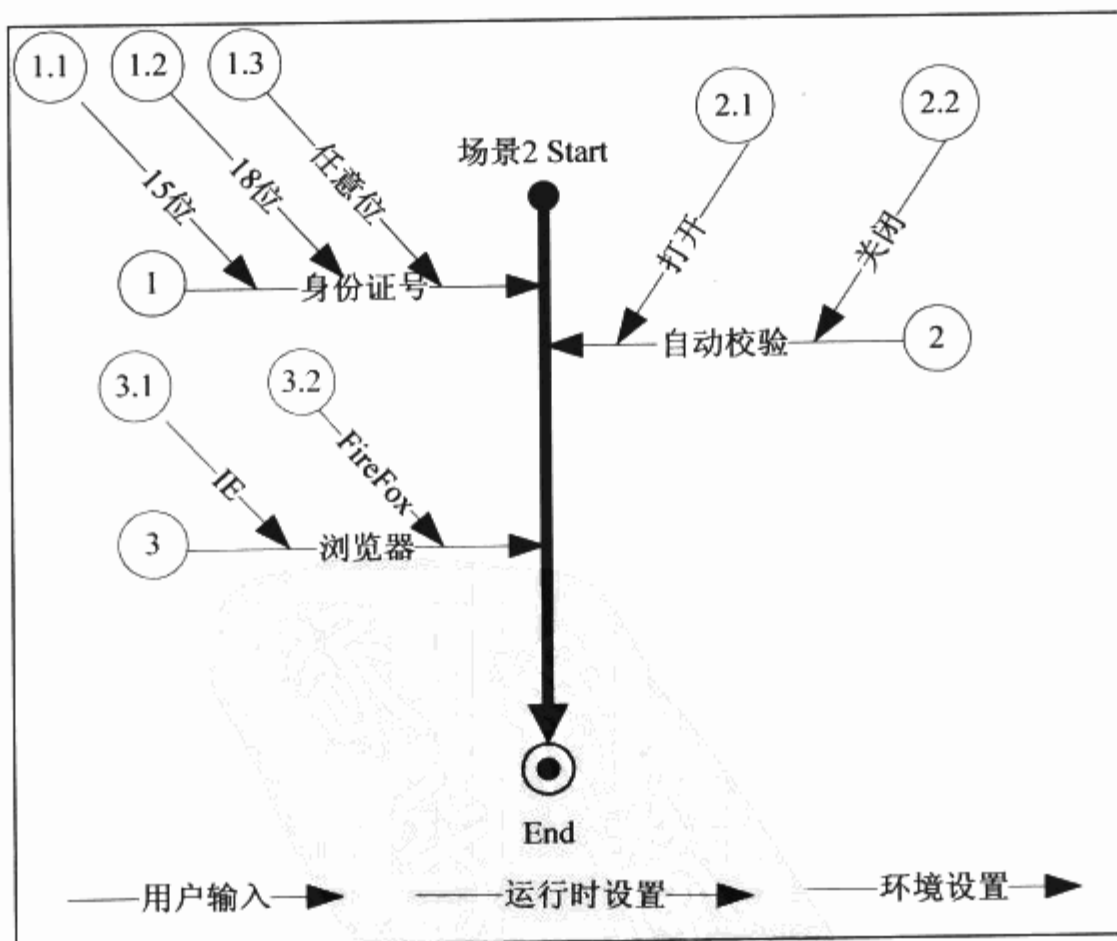 1.1
1.2
1.3
2.1
2.2
15位
18位
任意位
场景2 Start
打开
关闭
1
身份证号
自动校验
2
3.1
3.2
IE
FireFox
3
浏览器
End
用户输入
运行时设置
环境设置